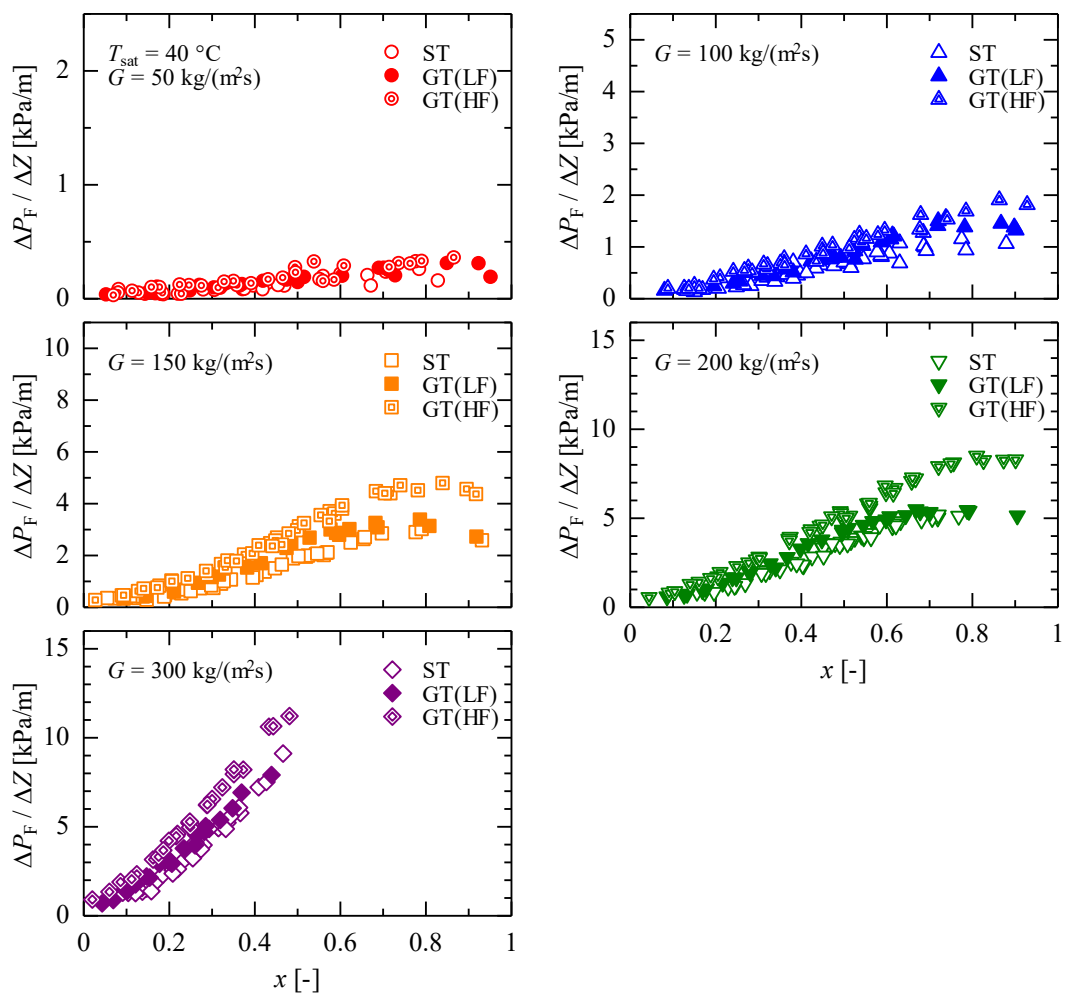 T_sat = 40 °C
G = 50 kg/(m²s)
ST
GT(LF)
GT(HF)
2
1
0
ΔP_F / ΔZ [kPa/m]
G = 100 kg/(m²s)
ST
GT(LF)
GT(HF)
5
4
3
2
1
0
ΔP_F / ΔZ [kPa/m]
G = 150 kg/(m²s)
ST
GT(LF)
GT(HF)
10
8
6
4
2
0
ΔP_F / ΔZ [kPa/m]
G = 200 kg/(m²s)
ST
GT(LF)
GT(HF)
15
10
5
0
ΔP_F / ΔZ [kPa/m]
0 0.2 0.4 0.6 0.8 1
x [-]
G = 300 kg/(m²s)
ST
GT(LF)
GT(HF)
15
10
5
0
ΔP_F / ΔZ [kPa/m]
0 0.2 0.4 0.6 0.8 1
x [-]